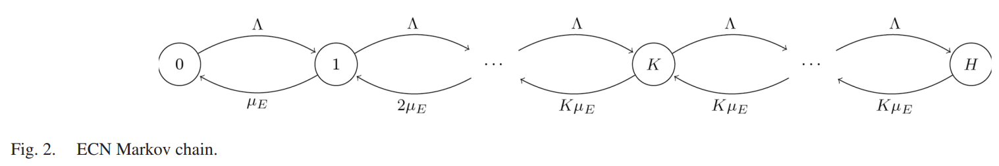 Λ Λ Λ Λ Λ
0 1 ... K ... H
μ_E 2μ_E Kμ_E Kμ_E Kμ_E
Fig. 2. ECN Markov chain.